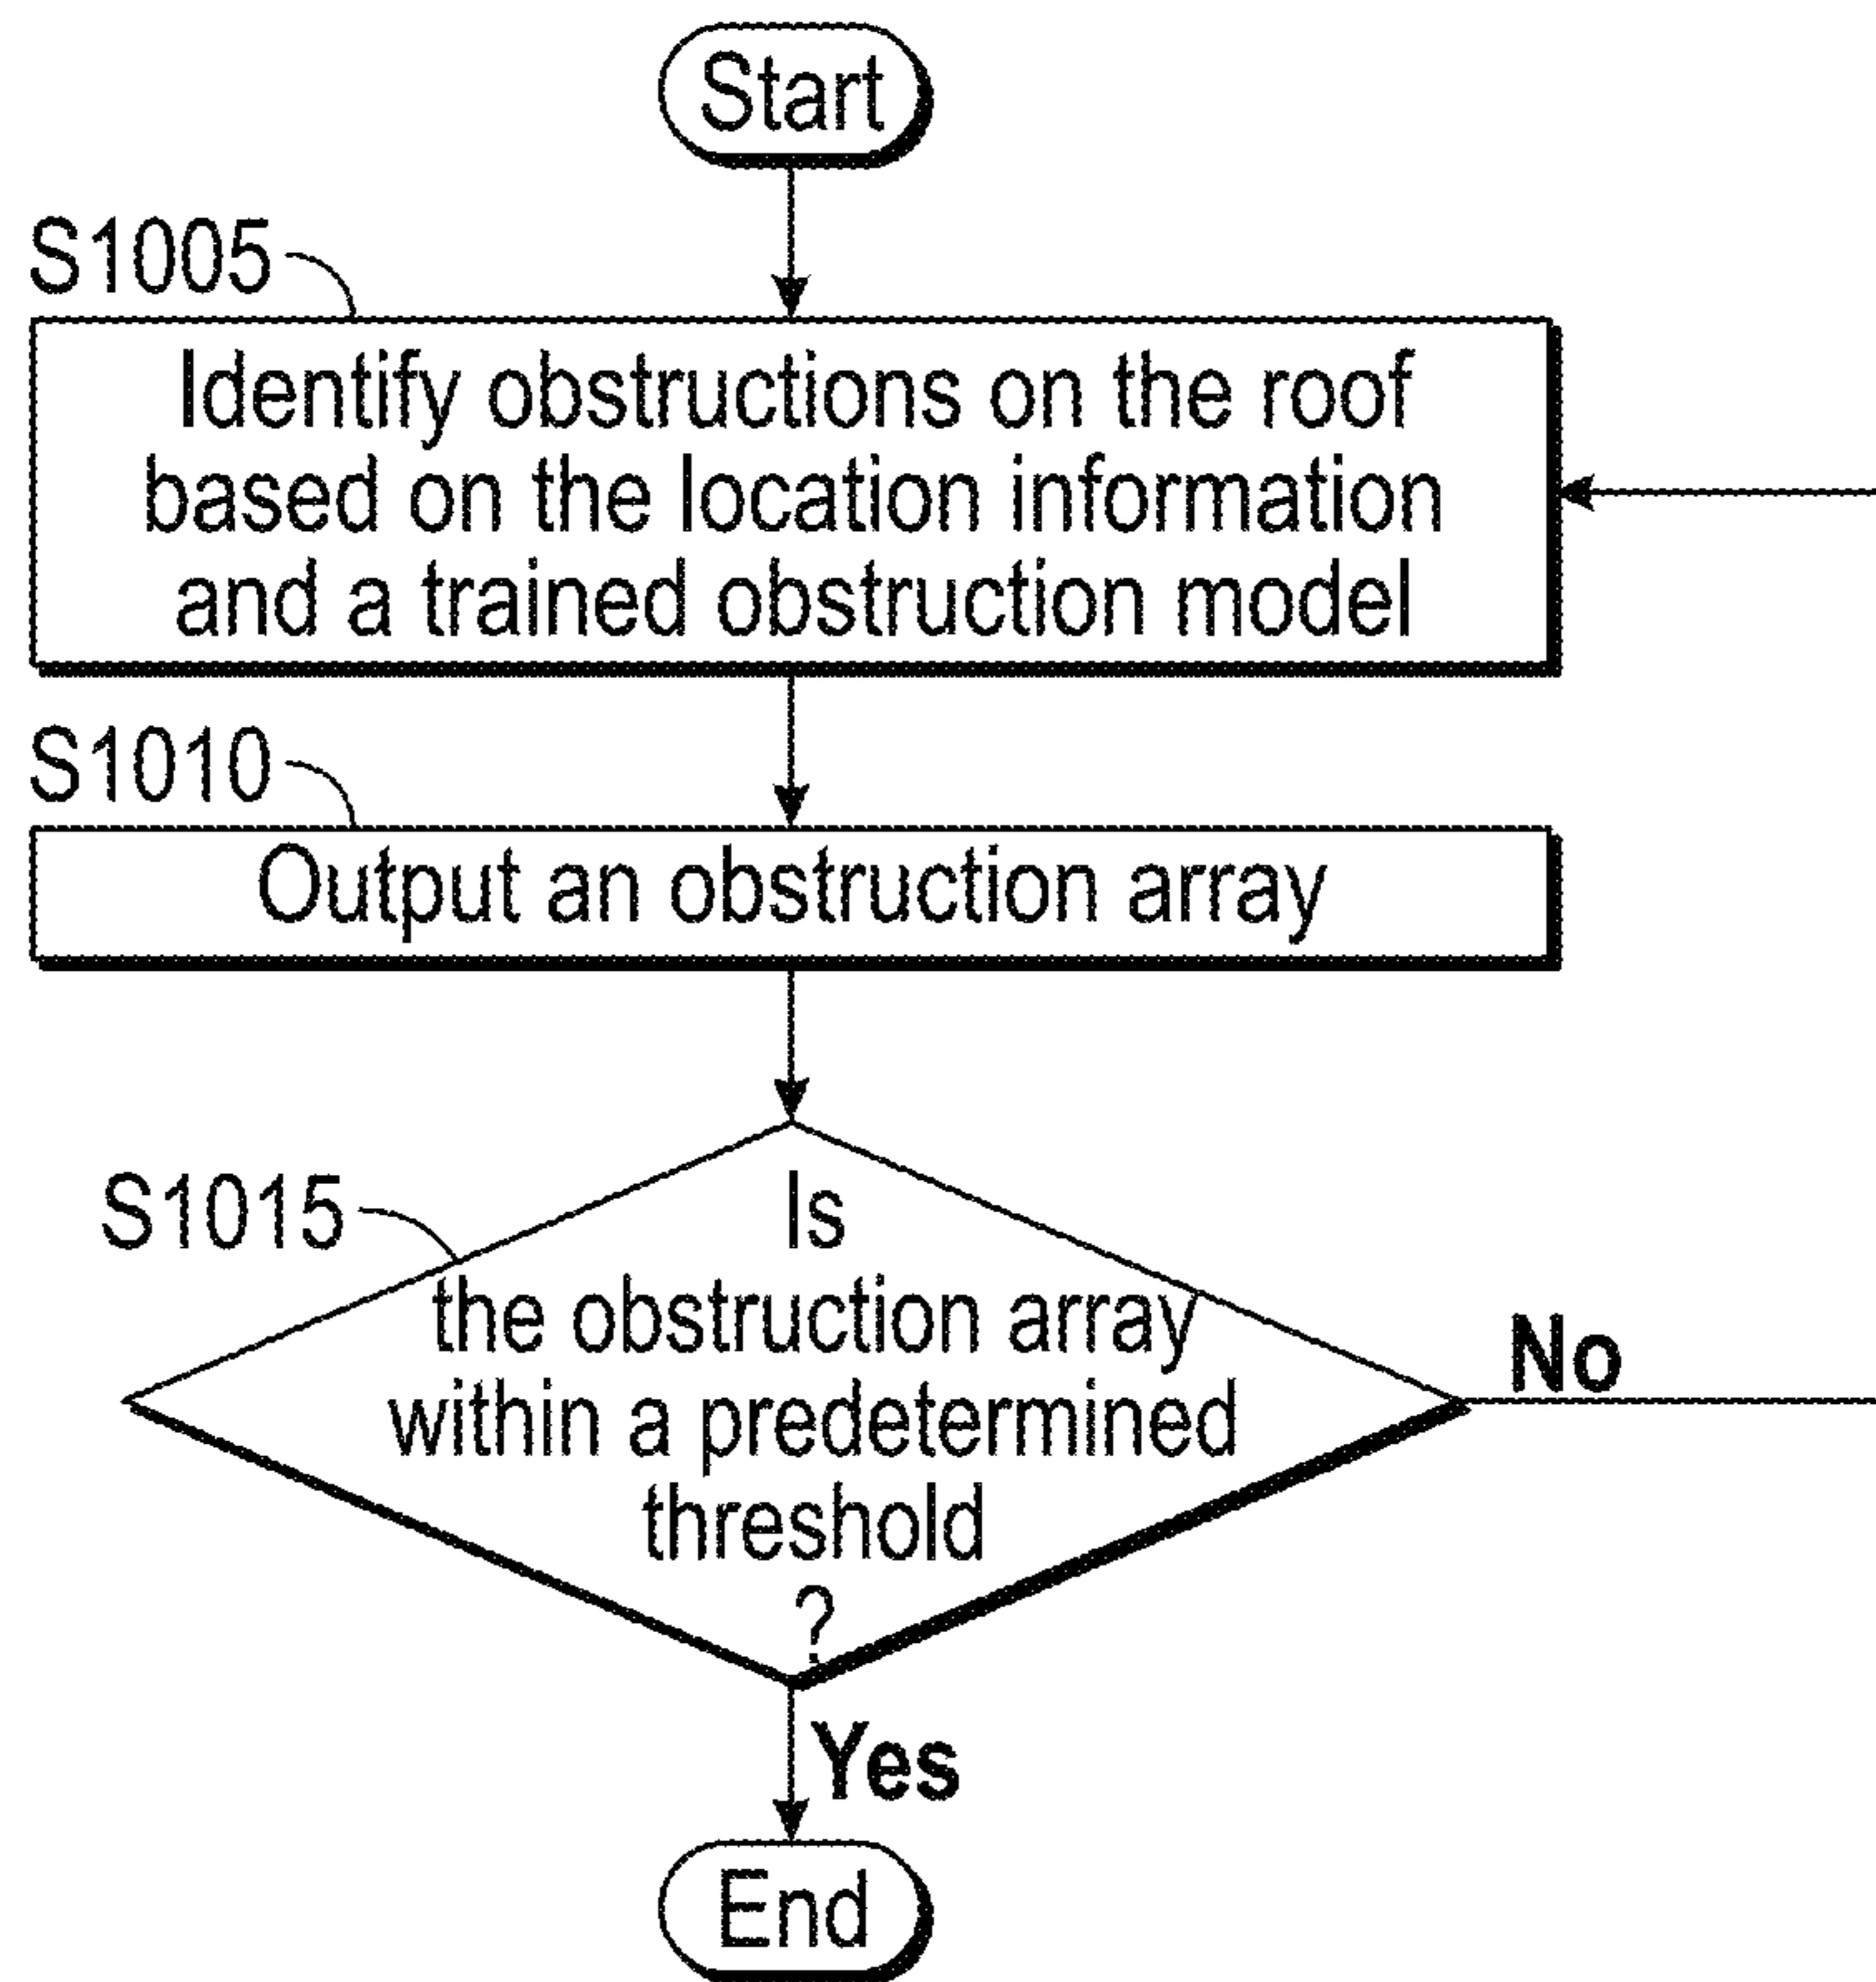 Start
S1005
Identify obstructions on the roof
based on the location information
and a trained obstruction model
S1010
Output an obstruction array
S1015
Is
the obstruction array
within a predetermined
threshold
?
No
Yes
End